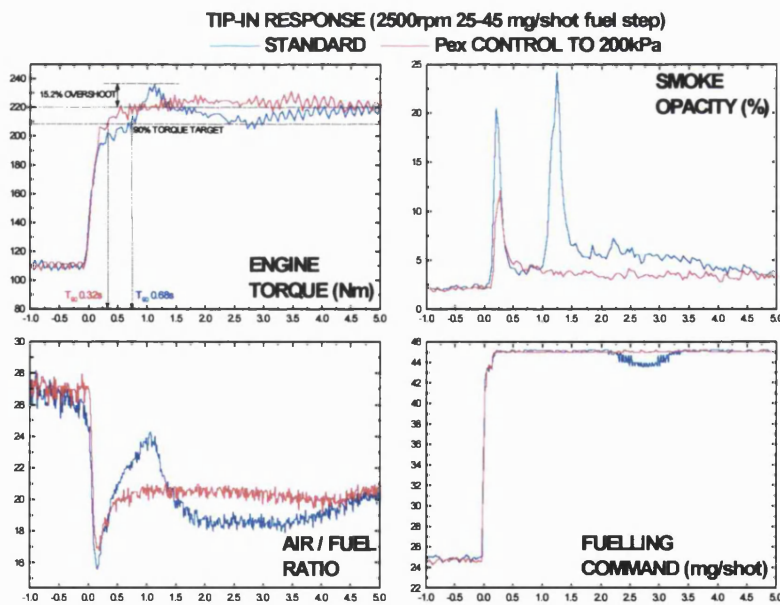 TIP-IN RESPONSE (2500rpm 25-45 mg/shot fuel step)
STANDARD Pex CONTROL TO 200kPa
240
220
200
180
160
140
120
100
80
15.2% OVERSHOOT
90% TORQUE TARGET
T90 0.32s
T90 0.68s
ENGINE
TORQUE (Nm)
-1.0 -0.5 0.0 0.5 1.0 1.5 2.0 2.5 3.0 3.5 4.0 4.5 5.0
25
20
15
10
5
0
SMOKE
OPACITY (%)
-1.0 -0.5 0.0 0.5 1.0 1.5 2.0 2.5 3.0 3.5 4.0 4.5 5.0
30
28
26
24
22
20
18
16
AIR / FUEL
RATIO
-1.0 -0.5 0.0 0.5 1.0 1.5 2.0 2.5 3.0 3.5 4.0 4.5 5.0
46
44
42
40
38
36
34
32
30
28
26
24
22
FUELLING
COMMAND (mg/shot)
-1.0 -0.5 0.0 0.5 1.0 1.5 2.0 2.5 3.0 3.5 4.0 4.5 5.0